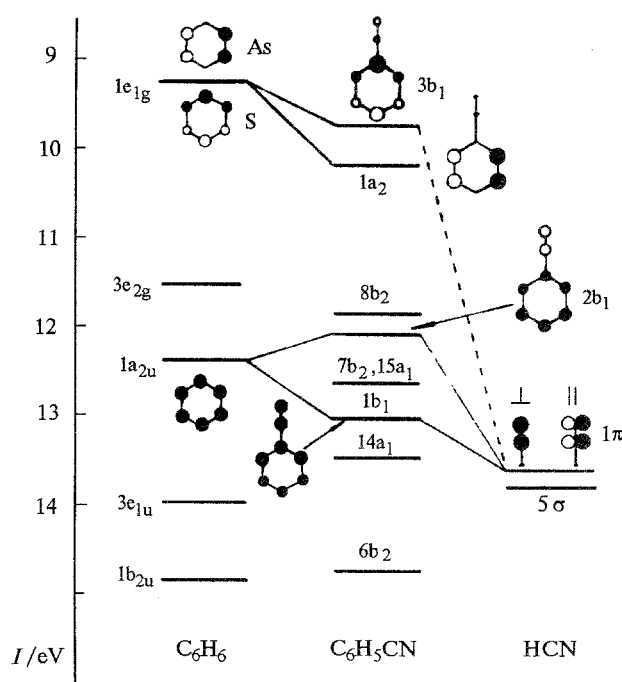 9
10
11
12
13
14
I/eV
As
1e₁g
S
3e₂g
1a₂u
3e₁u
1b₂u
C₆H₆
3b₁
1a₂
8b₂
2b₁
7b₂,15a₁
1b₁
14a₁
6b₂
C₆H₅CN
⊥ ||
1π
5σ
HCN